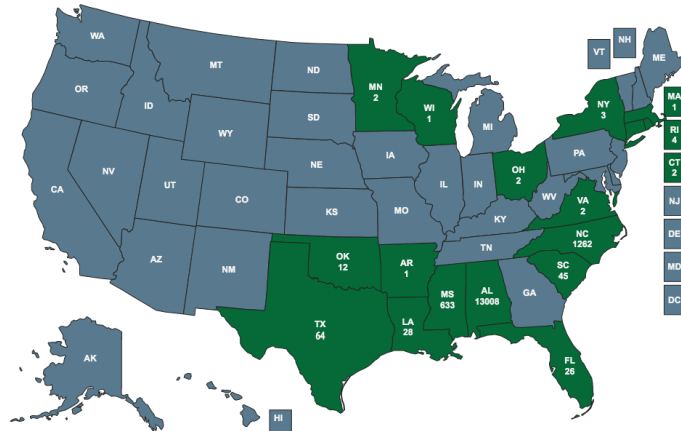 WA
OR
CA
ID
NV
MT
WY
UT
AZ
CO
NM
ND
SD
NE
KS
OK
12
TX
64
MN
2
IA
MO
AR
1
LA
28
WI
1
IL
MS
633
MI
IN
KY
TN
AL
13008
OH
2
WV
GA
FL
26
SC
45
NC
1262
VA
2
PA
NY
3
VT
NH
ME
MA
1
RI
4
CT
2
NJ
DE
MD
DC
AK
HI